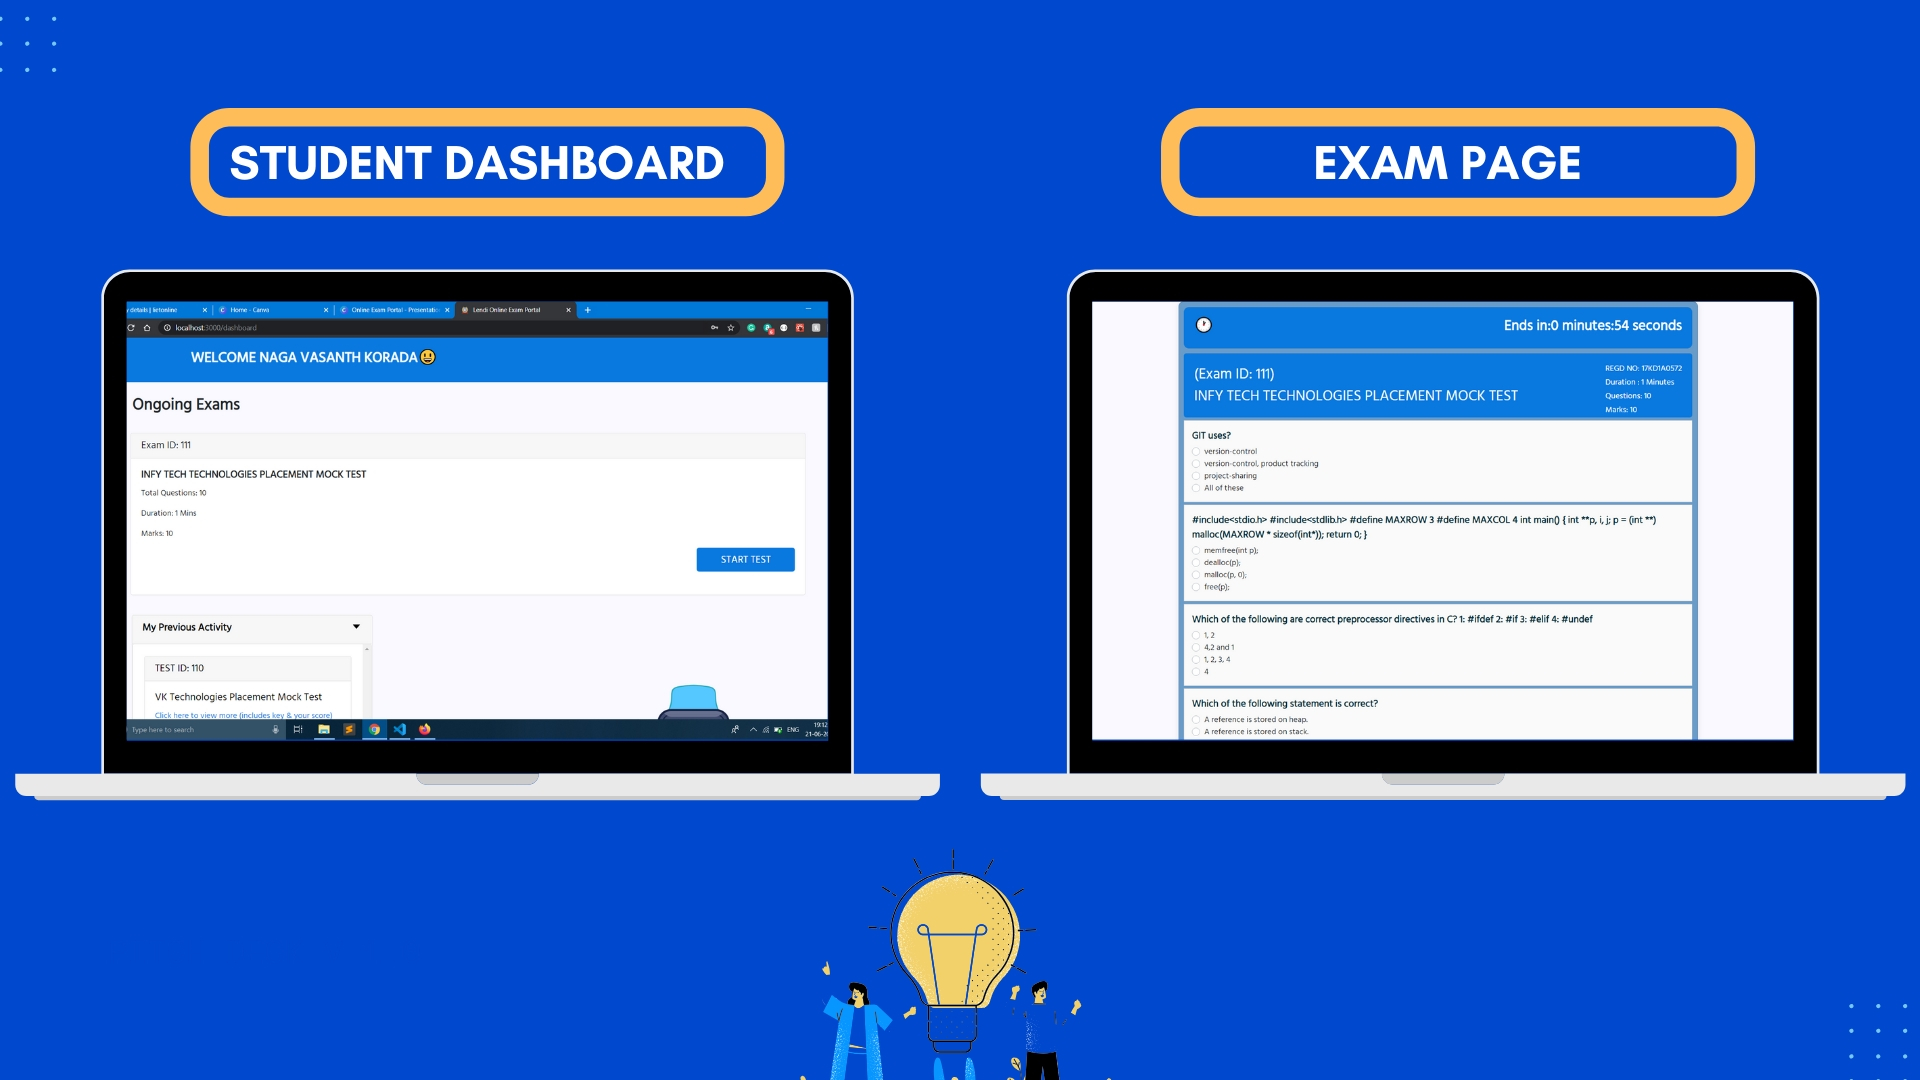 STUDENT DASHBOARD
EXAM PAGE
details | lietonline
Home - Canva
Online Exam Portal - Presentatio
Lendi Online Exam Portal
localhost:3000/dashboard
WELCOME NAGA VASANTH KORADA
Ongoing Exams
Exam ID: 111
INFY TECH TECHNOLOGIES PLACEMENT MOCK TEST
Total Questions: 10
Duration: 1 Mins
Marks: 10
START TEST
My Previous Activity
TEST ID: 110
VK Technologies Placement Mock Test
Click here to view more (includes key & your score)
Type here to search
ENG
19:12
21-06-20
Ends in:0 minutes:54 seconds
(Exam ID: 111)
INFY TECH TECHNOLOGIES PLACEMENT MOCK TEST
REGD NO: 17KD1A0572
Duration : 1 Minutes
Questions: 10
Marks: 10
GIT uses?
version-control
version-control, product tracking
project-sharing
All of these
#include<stdio.h> #include<stdlib.h> #define MAXROW 3 #define MAXCOL 4 int main() { int **p, i, j; p = (int **)
malloc(MAXROW * sizeof(int*)); return 0; }
memfree(int p);
dealloc(p);
malloc(p, 0);
free(p);
Which of the following are correct preprocessor directives in C? 1: #ifdef 2: #if 3: #elif 4: #undef
1, 2
4,2 and 1
1, 2, 3, 4
4
Which of the following statement is correct?
A reference is stored on heap.
A reference is stored on stack.